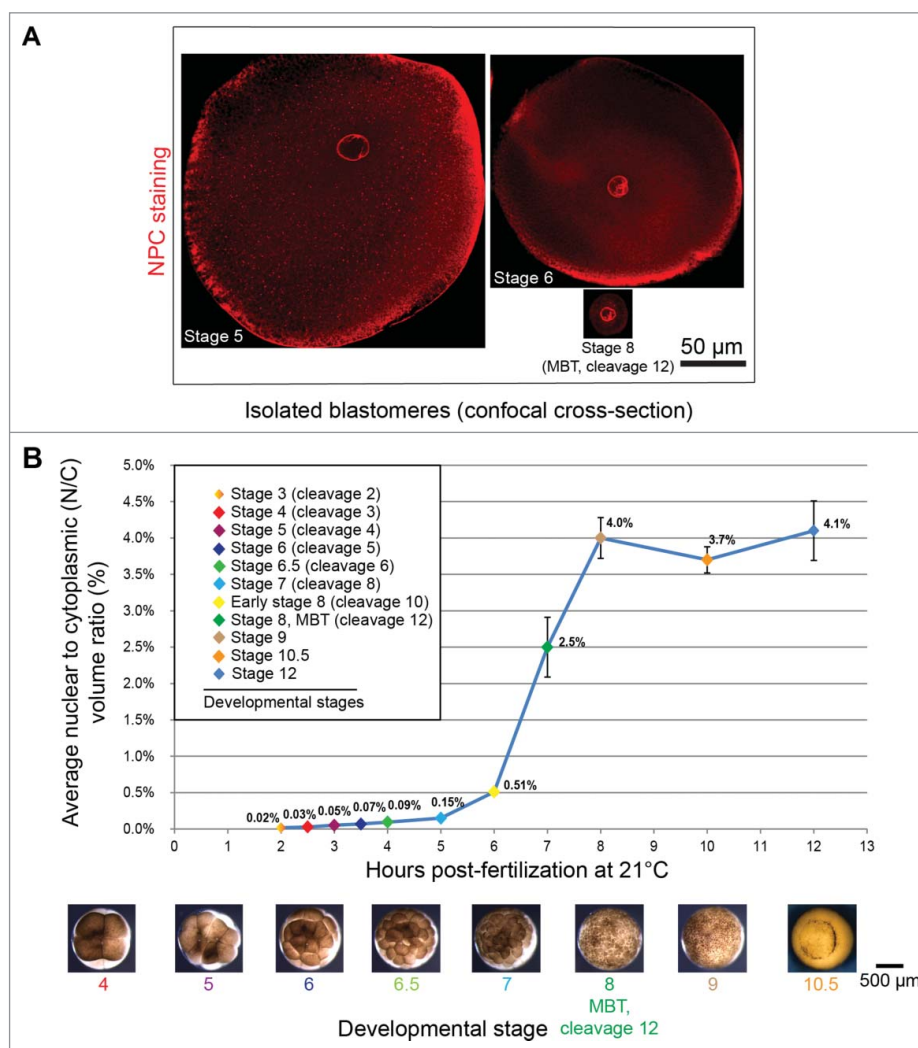 A
NPC staining
Stage 5
Stage 6
Stage 8
(MBT, cleavage 12)
50 µm
Isolated blastomeres (confocal cross-section)
B
Average nuclear to cytoplasmic (N/C)
volume ratio (%)
5.0%
4.5%
4.0%
3.5%
3.0%
2.5%
2.0%
1.5%
1.0%
0.5%
0.0%
Stage 3 (cleavage 2)
Stage 4 (cleavage 3)
Stage 5 (cleavage 4)
Stage 6 (cleavage 5)
Stage 6.5 (cleavage 6)
Stage 7 (cleavage 8)
Early stage 8 (cleavage 10)
Stage 8, MBT (cleavage 12)
Stage 9
Stage 10.5
Stage 12
Developmental stages
0.02% 0.03% 0.05% 0.07% 0.09% 0.15% 0.51% 2.5% 4.0% 3.7% 4.1%
0 1 2 3 4 5 6 7 8 9 10 11 12 13
Hours post-fertilization at 21°C
4 5 6 6.5 7 8 9 10.5
MBT,
cleavage 12
500 µm
Developmental stage